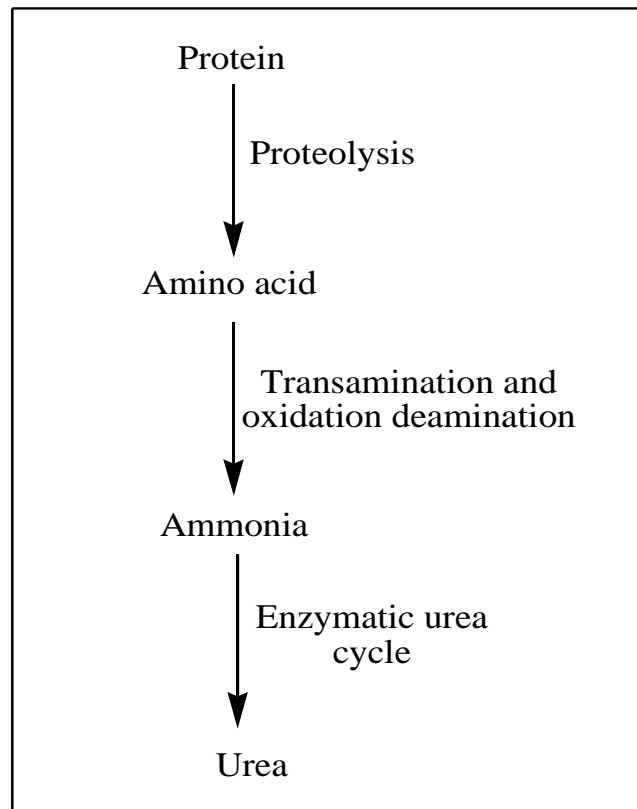 Protein
Proteolysis
Amino acid
Transamination and
oxidation deamination
Ammonia
Enzymatic urea
cycle
Urea